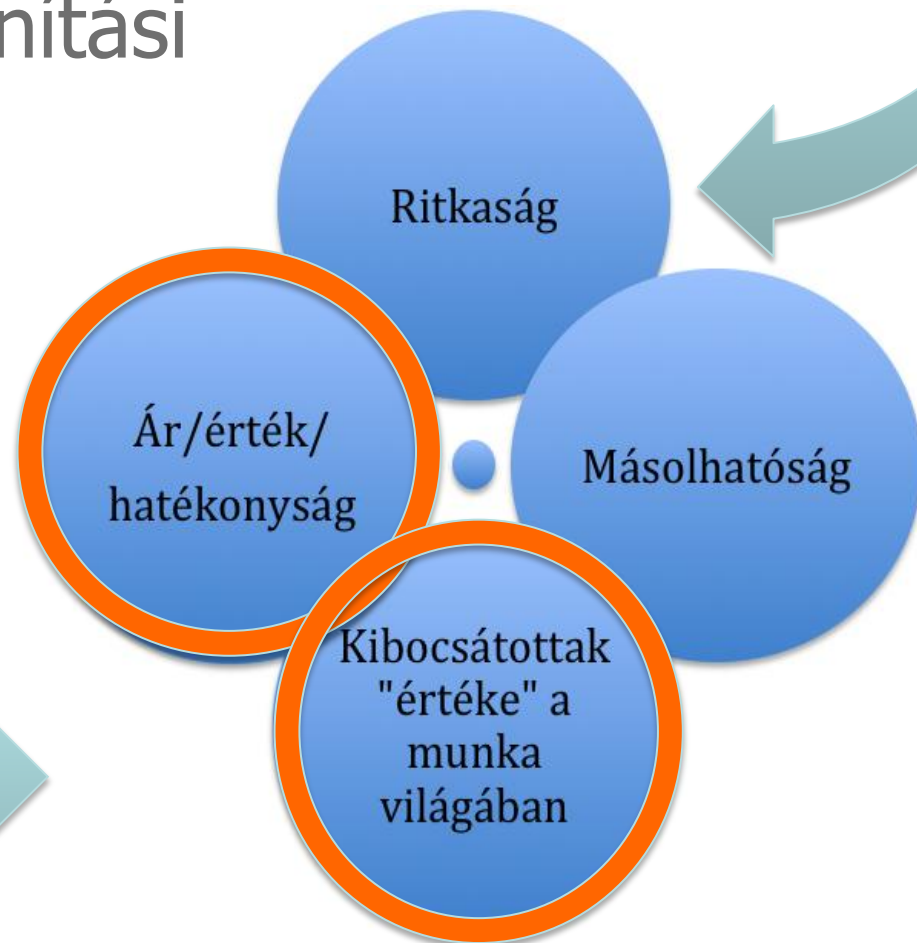 nítási
Ritkaság
Ár/érték/
hatékonyság
Másolhatóság
Kibocsátottak
"értéke" a
munka
világában